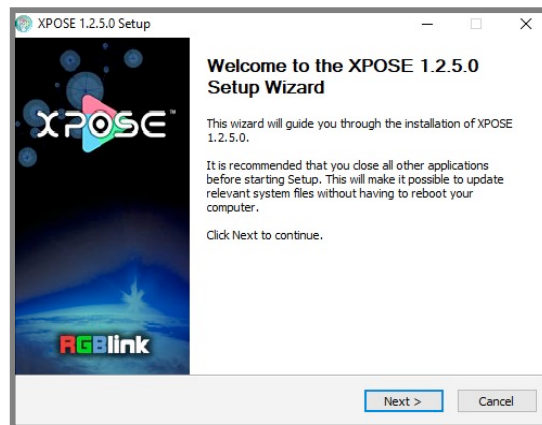 XPOSE 1.2.5.0 Setup
Welcome to the XPOSE 1.2.5.0
Setup Wizard
XPOSE™
This wizard will guide you through the installation of XPOSE
1.2.5.0.
It is recommended that you close all other applications
before starting Setup. This will make it possible to update
relevant system files without having to reboot your
computer.
Click Next to continue.
RGBlink
Next >
Cancel